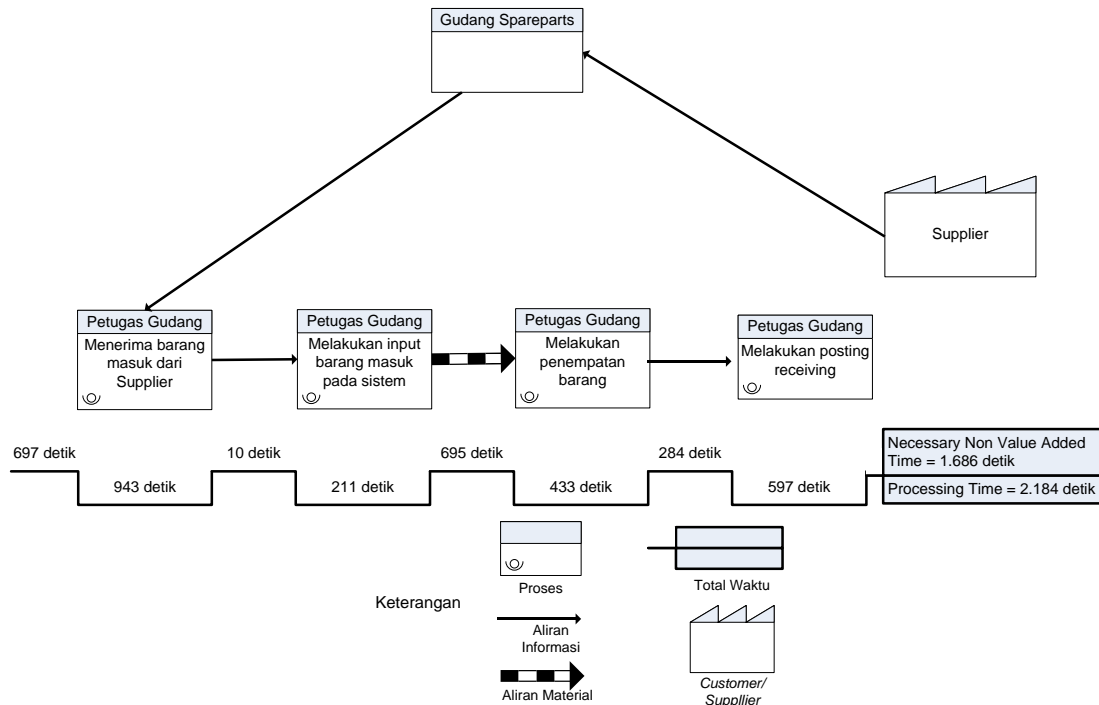 Gudang Spareparts
Supplier
Petugas Gudang
Menerima barang
masuk dari
Supplier
Petugas Gudang
Melakukan input
barang masuk
pada sistem
Petugas Gudang
Melakukan
penempatan
barang
Petugas Gudang
Melakukan posting
receiving
697 detik
943 detik
10 detik
211 detik
695 detik
433 detik
284 detik
597 detik
Necessary Non Value Added
Time = 1.686 detik
Processing Time = 2.184 detik
Keterangan
Proses
Total Waktu
Aliran
Informasi
Aliran Material
Customer/
Suppllier